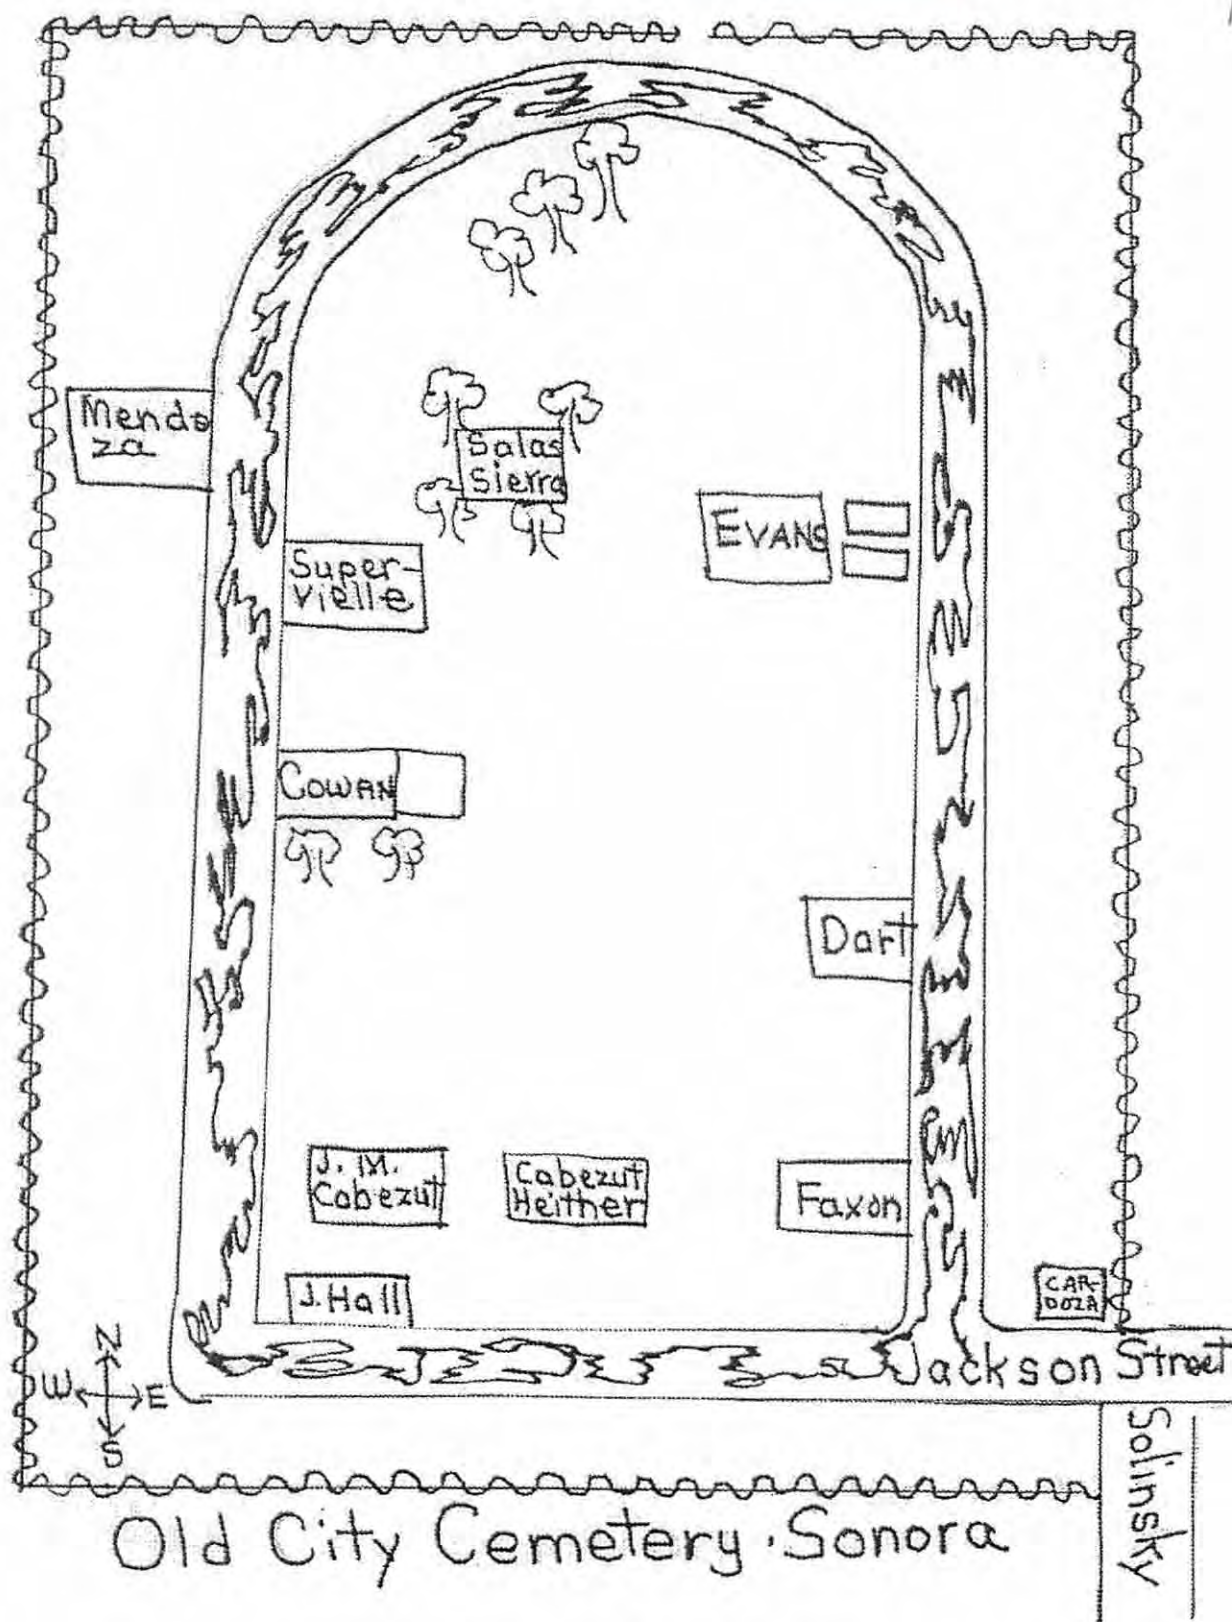 Mendo
za
Salas
Sierra
EVANS
Super-
vielle
COWAN
Dart
J. M.
Cabezut
Cabezut
Heither
Faxon
J. Hall
CAR-
DOZA
N
W E
S
Jackson Street
Solinsky
Old City Cemetery. Sonora